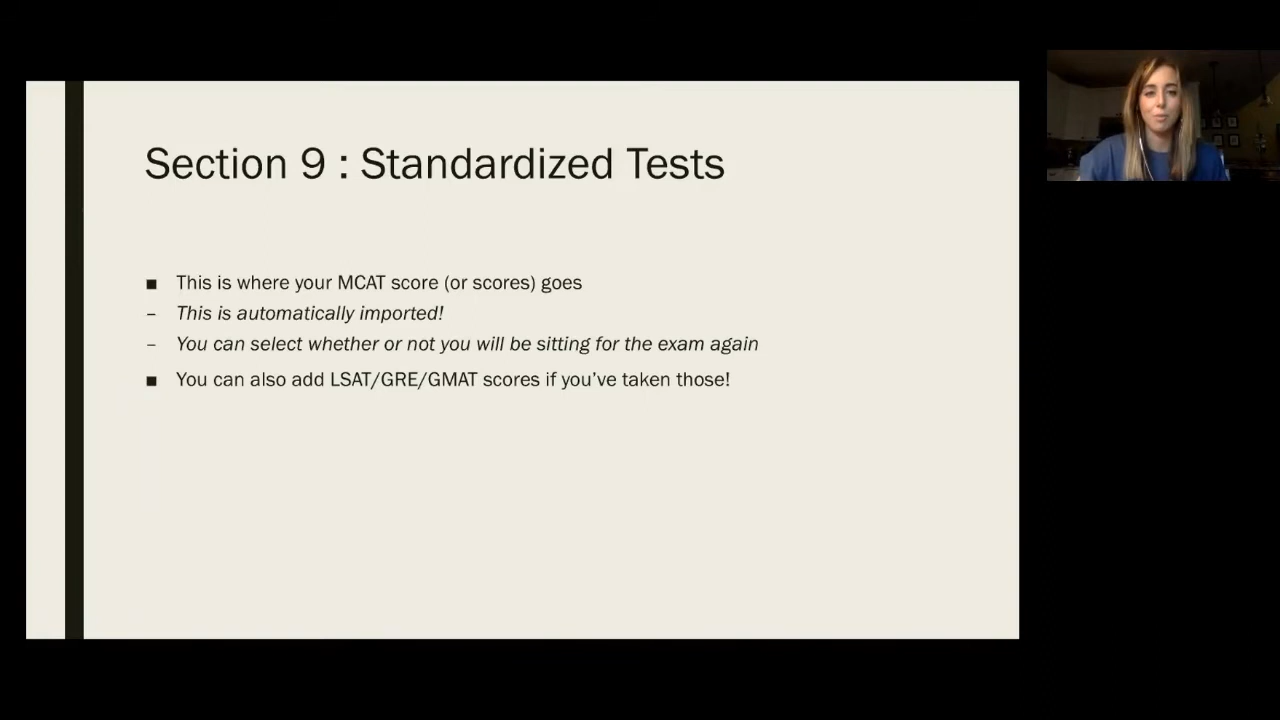 Section 9 : Standardized Tests
■ This is where your MCAT score (or scores) goes
– This is automatically imported!
– You can select whether or not you will be sitting for the exam again
■ You can also add LSAT/GRE/GMAT scores if you’ve taken those!